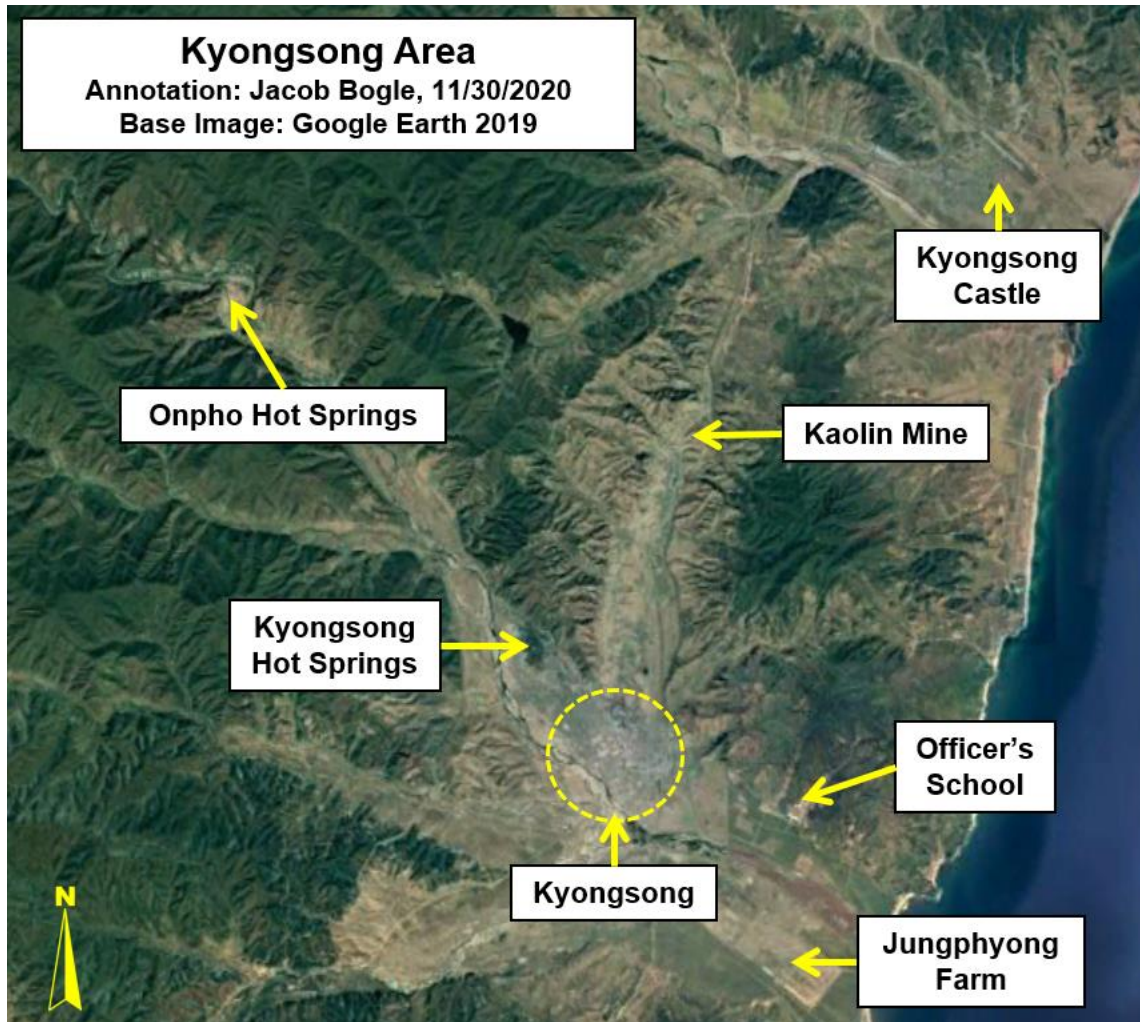 Kyongsong Area
Annotation: Jacob Bogle, 11/30/2020
Base Image: Google Earth 2019
Kyongsong
Castle
Onpho Hot Springs
Kaolin Mine
Kyongsong
Hot Springs
Officer's
School
Kyongsong
N
Jungphyong
Farm